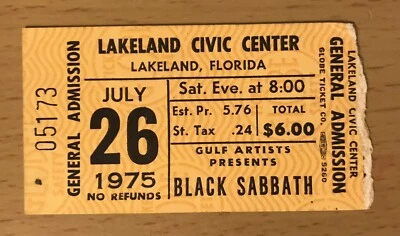 05173
GENERAL ADMISSION
LAKELAND CIVIC CENTER
LAKELAND, FLORIDA
JULY
26
1975
NO REFUNDS
Sat. Eve. at 8:00
Est. Pr. 5.76
St. Tax .24
TOTAL
$6.00
GULF ARTISTS
PRESENTS
BLACK SABBATH
LAKELAND CIVIC CENTER
GENERAL ADMISSION
GLOBE TICKET CO.
5260